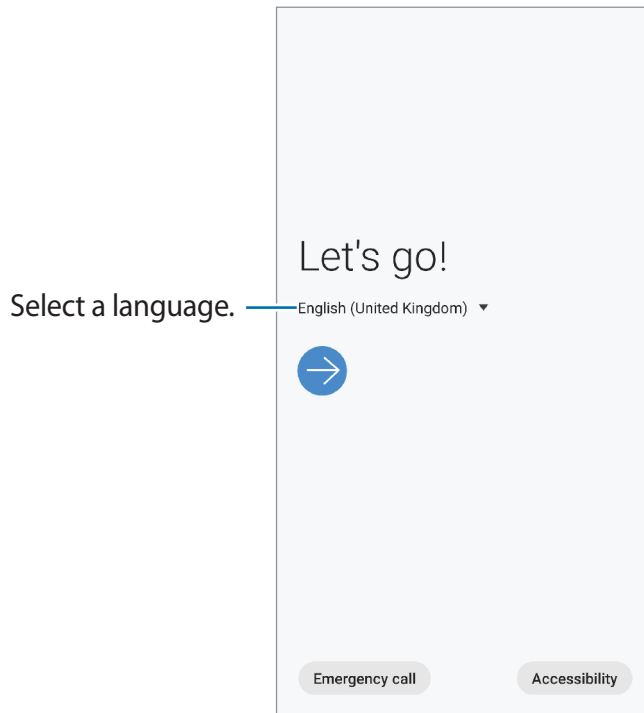 Let's go!
Select a language.
English (United Kingdom)
Emergency call
Accessibility